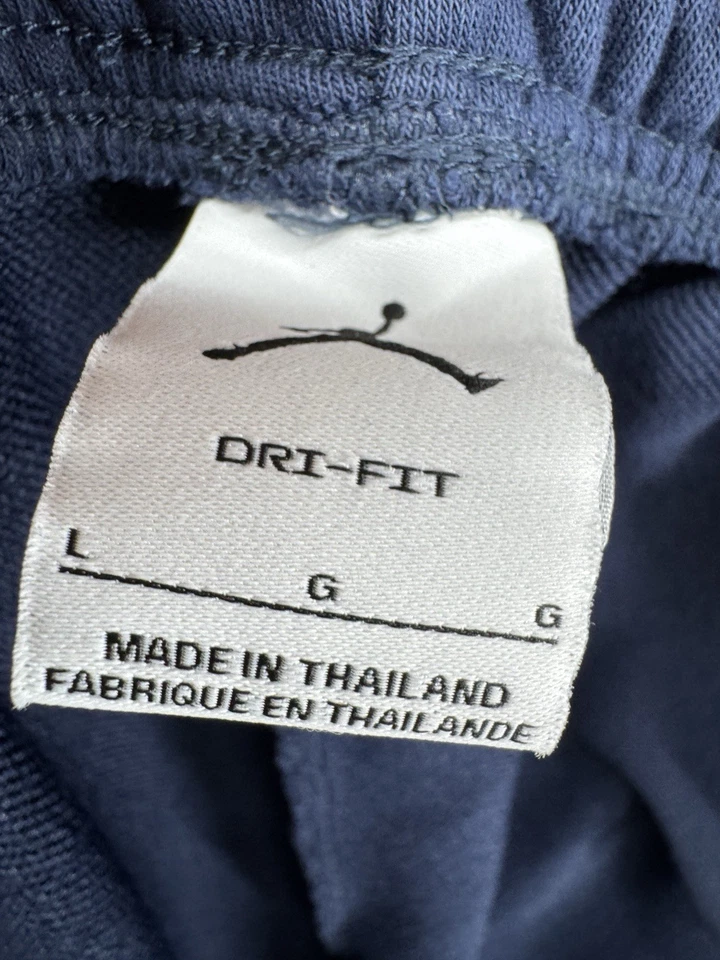 DRI-FIT
L G G
MADE IN THAILAND
FABRIQUE EN THAILANDE